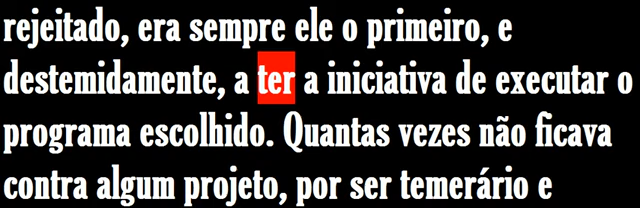 rejeitado, era sempre ele o primeiro, e
destemidamente, a ter a iniciativa de executar o
programa escolhido. Quantas vezes não ficava
contra algum projeto, por ser temerário e